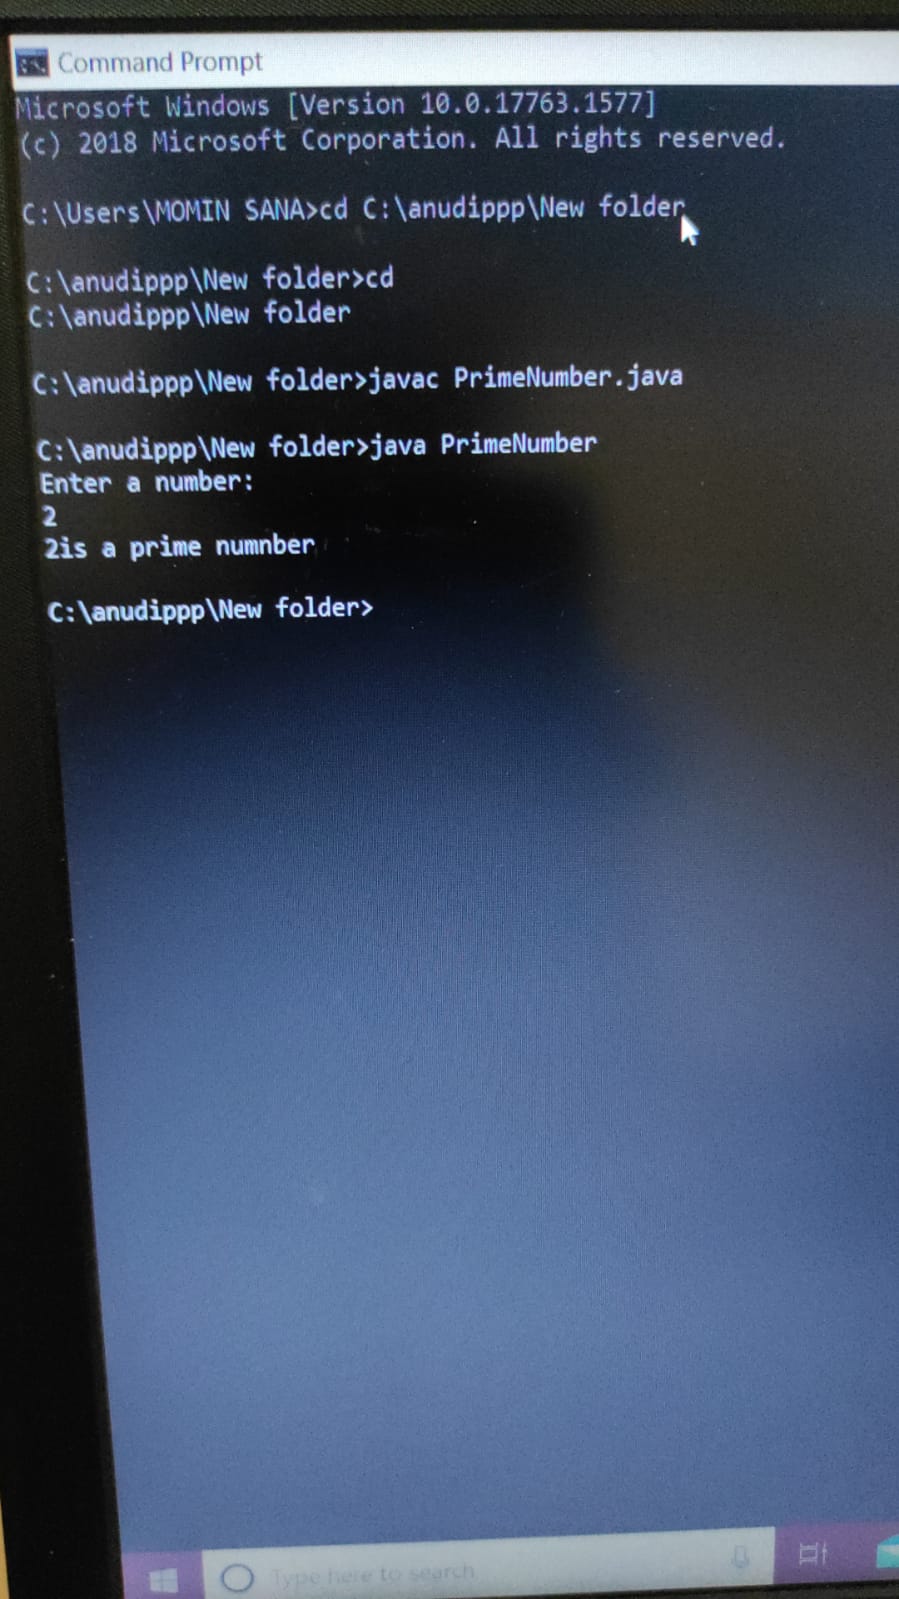 Command Prompt
Microsoft Windows [Version 10.0.17763.1577]
(c) 2018 Microsoft Corporation. All rights reserved.
C:\Users\MOMIN SANA>cd C:\anudippp\New folder
C:\anudippp\New folder>cd
C:\anudippp\New folder
C:\anudippp\New folder>javac PrimeNumber.java
C:\anudippp\New folder>java PrimeNumber
Enter a number:
2
2is a prime numnber
C:\anudippp\New folder>
Type here to search